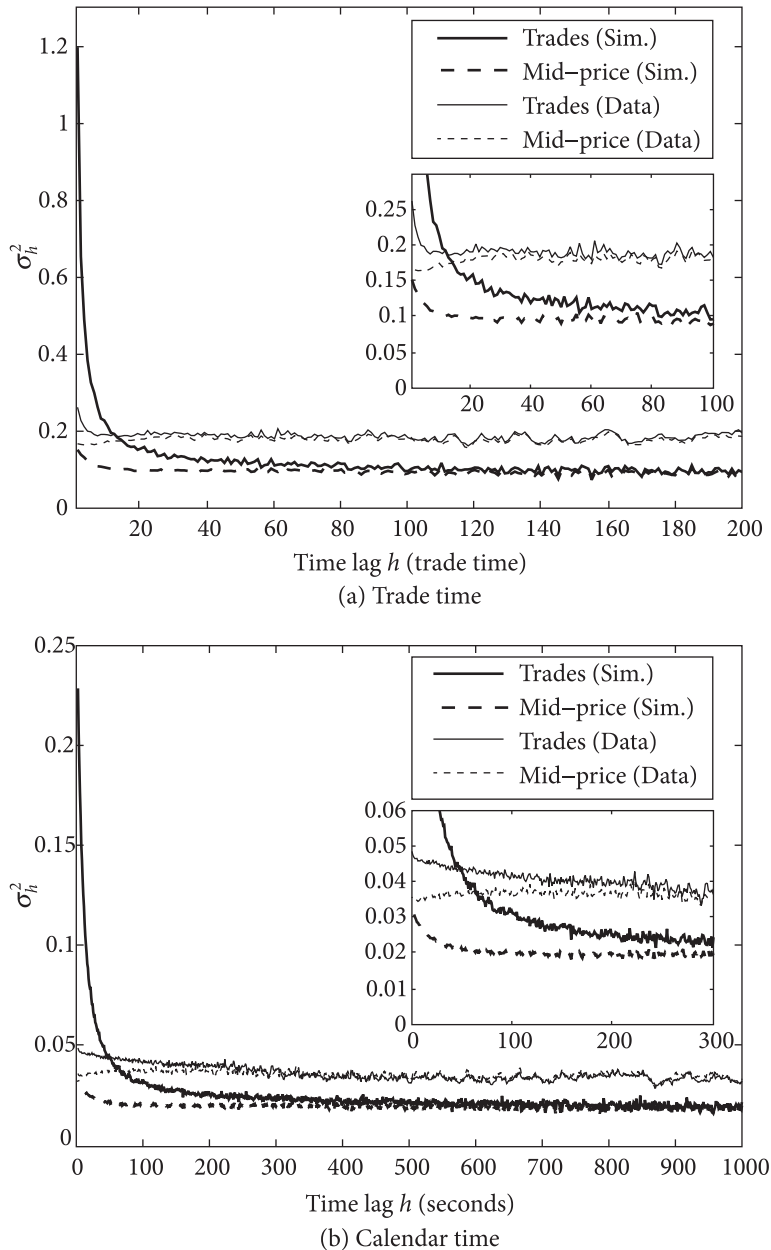 1.2
1
0.8
0.6
0.4
0.2
0
σ²ₕ
Trades (Sim.)
Mid−price (Sim.)
Trades (Data)
Mid−price (Data)
0.25
0.2
0.15
0.1
0.05
0
20 40 60 80 100
20 40 60 80 100 120 140 160 180 200
Time lag h (trade time)
(a) Trade time
0.25
0.2
0.15
0.1
0.05
0
σ²ₕ
Trades (Sim.)
Mid−price (Sim.)
Trades (Data)
Mid−price (Data)
0.06
0.05
0.04
0.03
0.02
0.01
0
0 100 200 300
0 100 200 300 400 500 600 700 800 900 1000
Time lag h (seconds)
(b) Calendar time